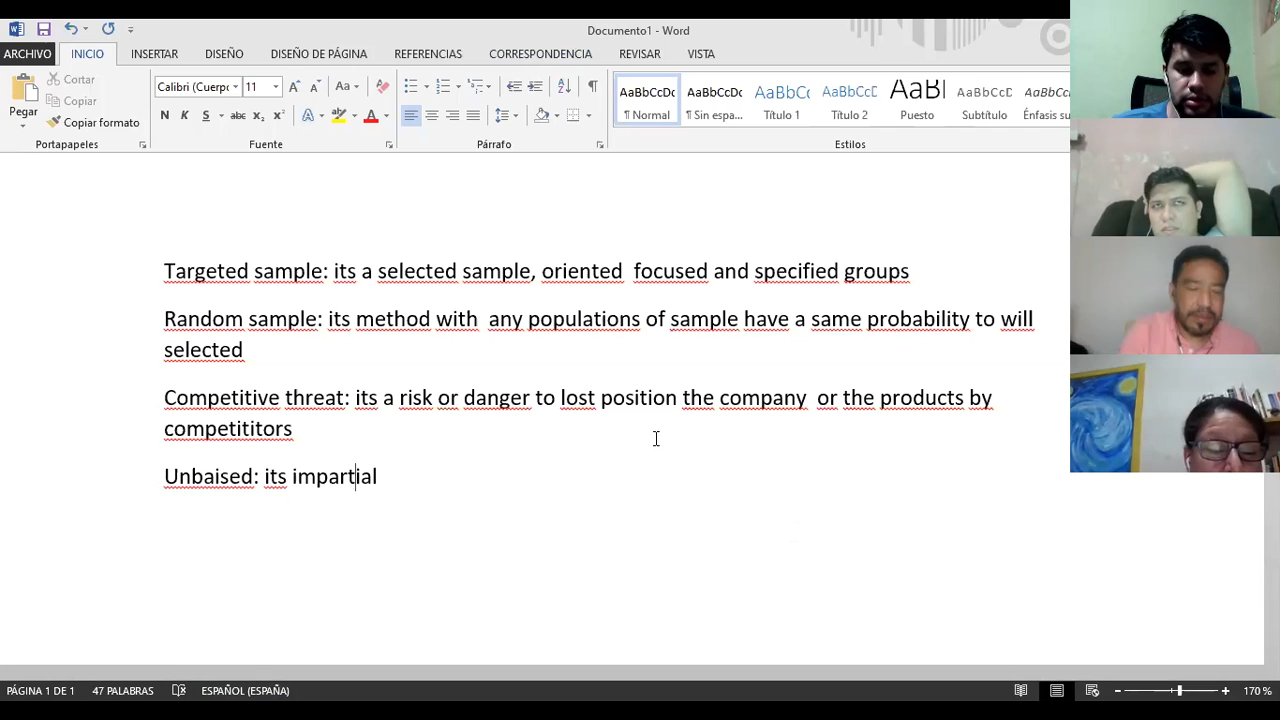 Documento1 - Word
ARCHIVO INICIO INSERTAR DISEÑO DISEÑO DE PÁGINA REFERENCIAS CORRESPONDENCIA REVISAR VISTA
Cortar
Copiar
Pegar
Copiar formato
Calibri (Cuerpo 11
Aa
N K S abc x₂ x² A A
AaBbCcDc AaBbCcDc AaBbCc AaBbCcD AaBl AaBbCcD AaBbCcDc
¶ Normal ¶ Sin espa... Título 1 Título 2 Puesto Subtítulo Énfasis su
Portapapeles Fuente Párrafo Estilos
Targeted sample: its a selected sample, oriented focused and specified groups
Random sample: its method with any populations of sample have a same probability to will
selected
Competitive threat: its a risk or danger to lost position the company or the products by
competititors
Unbaised: its impartial
PÁGINA 1 DE 1 47 PALABRAS ESPAÑOL (ESPAÑA) 170 %